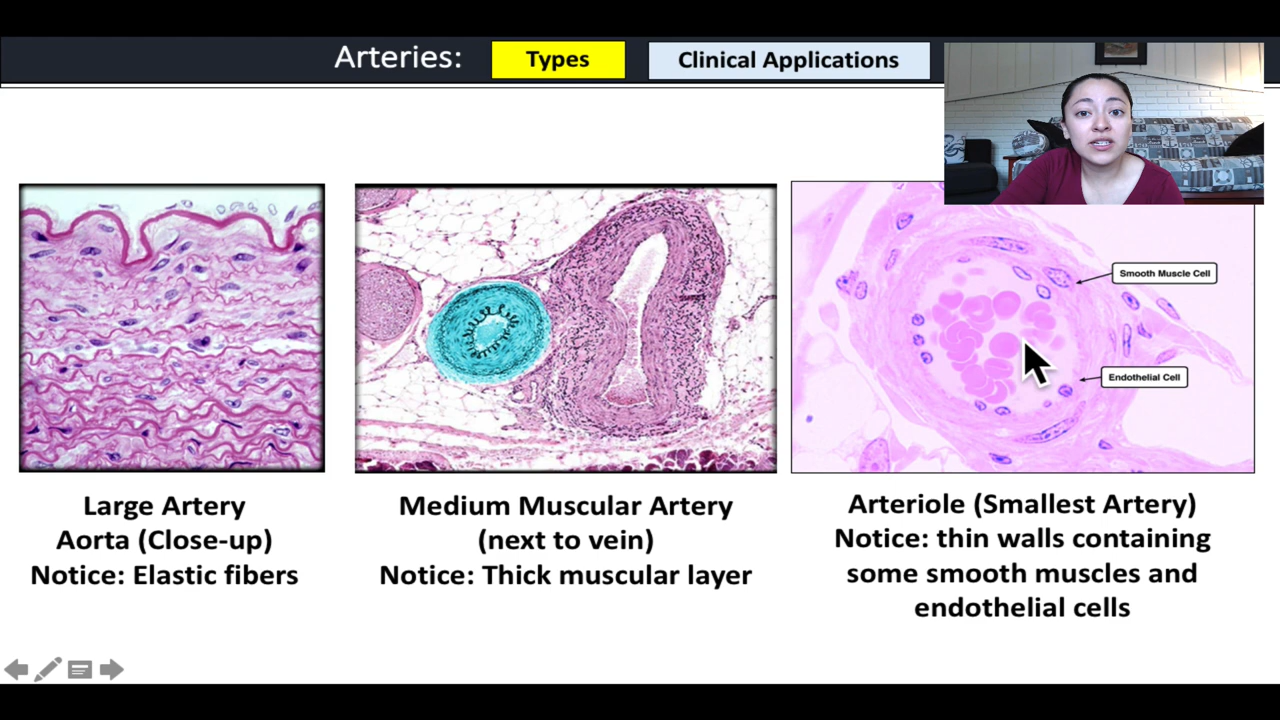 Arteries:
Types
Clinical Applications
Smooth Muscle Cell
Endothelial Cell
Large Artery
Aorta (Close-up)
Notice: Elastic fibers
Medium Muscular Artery
(next to vein)
Notice: Thick muscular layer
Arteriole (Smallest Artery)
Notice: thin walls containing
some smooth muscles and
endothelial cells